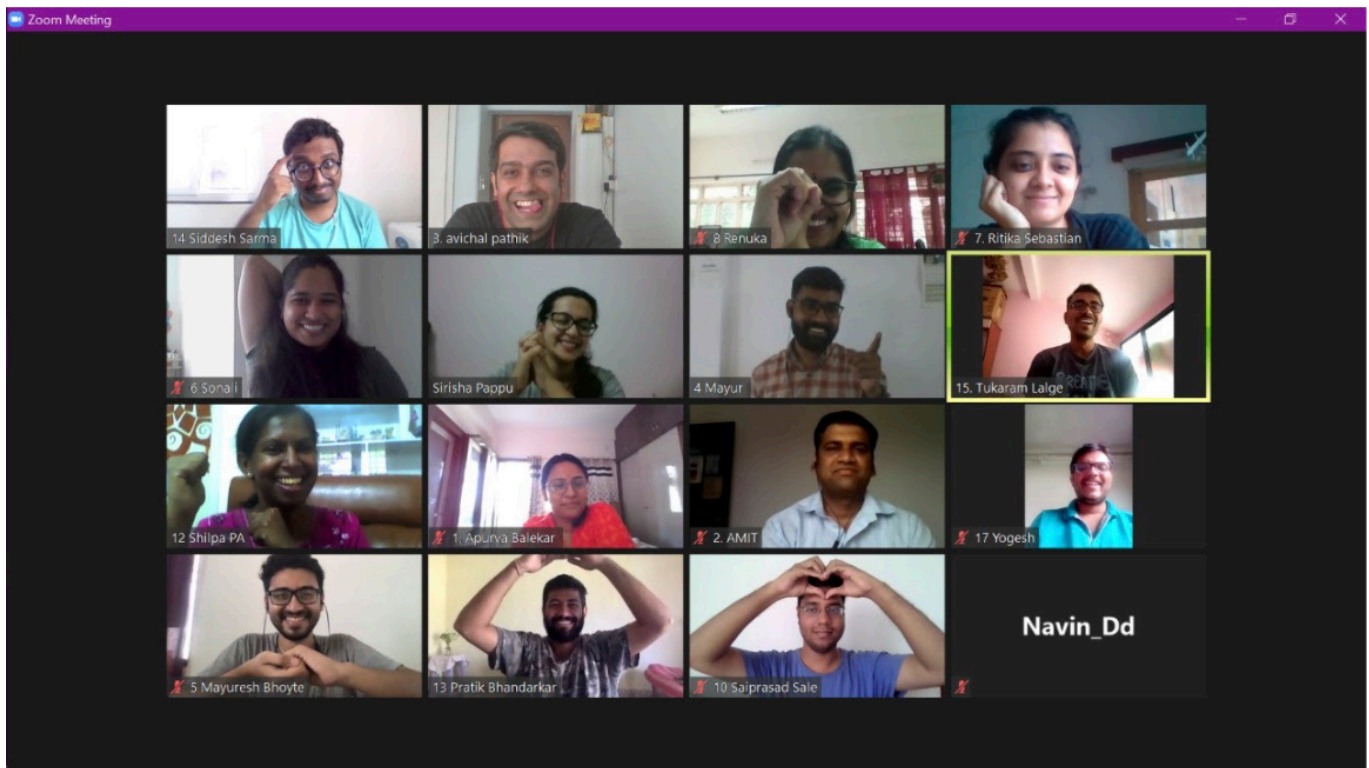 Zoom Meeting
14 Siddesh Sarma
3. avichal pathik
8 Renuka
7. Ritika Sebastian
6 Sonali
Sirisha Pappu
4 Mayur
15. Tukaram Lalge
BREATHE
12 Shilpa PA
1. Apurva Balekar
2. AMIT
17 Yogesh
5 Mayuresh Bhoyte
13 Pratik Bhandarkar
10 Saiprasad Sale
Navin_Dd